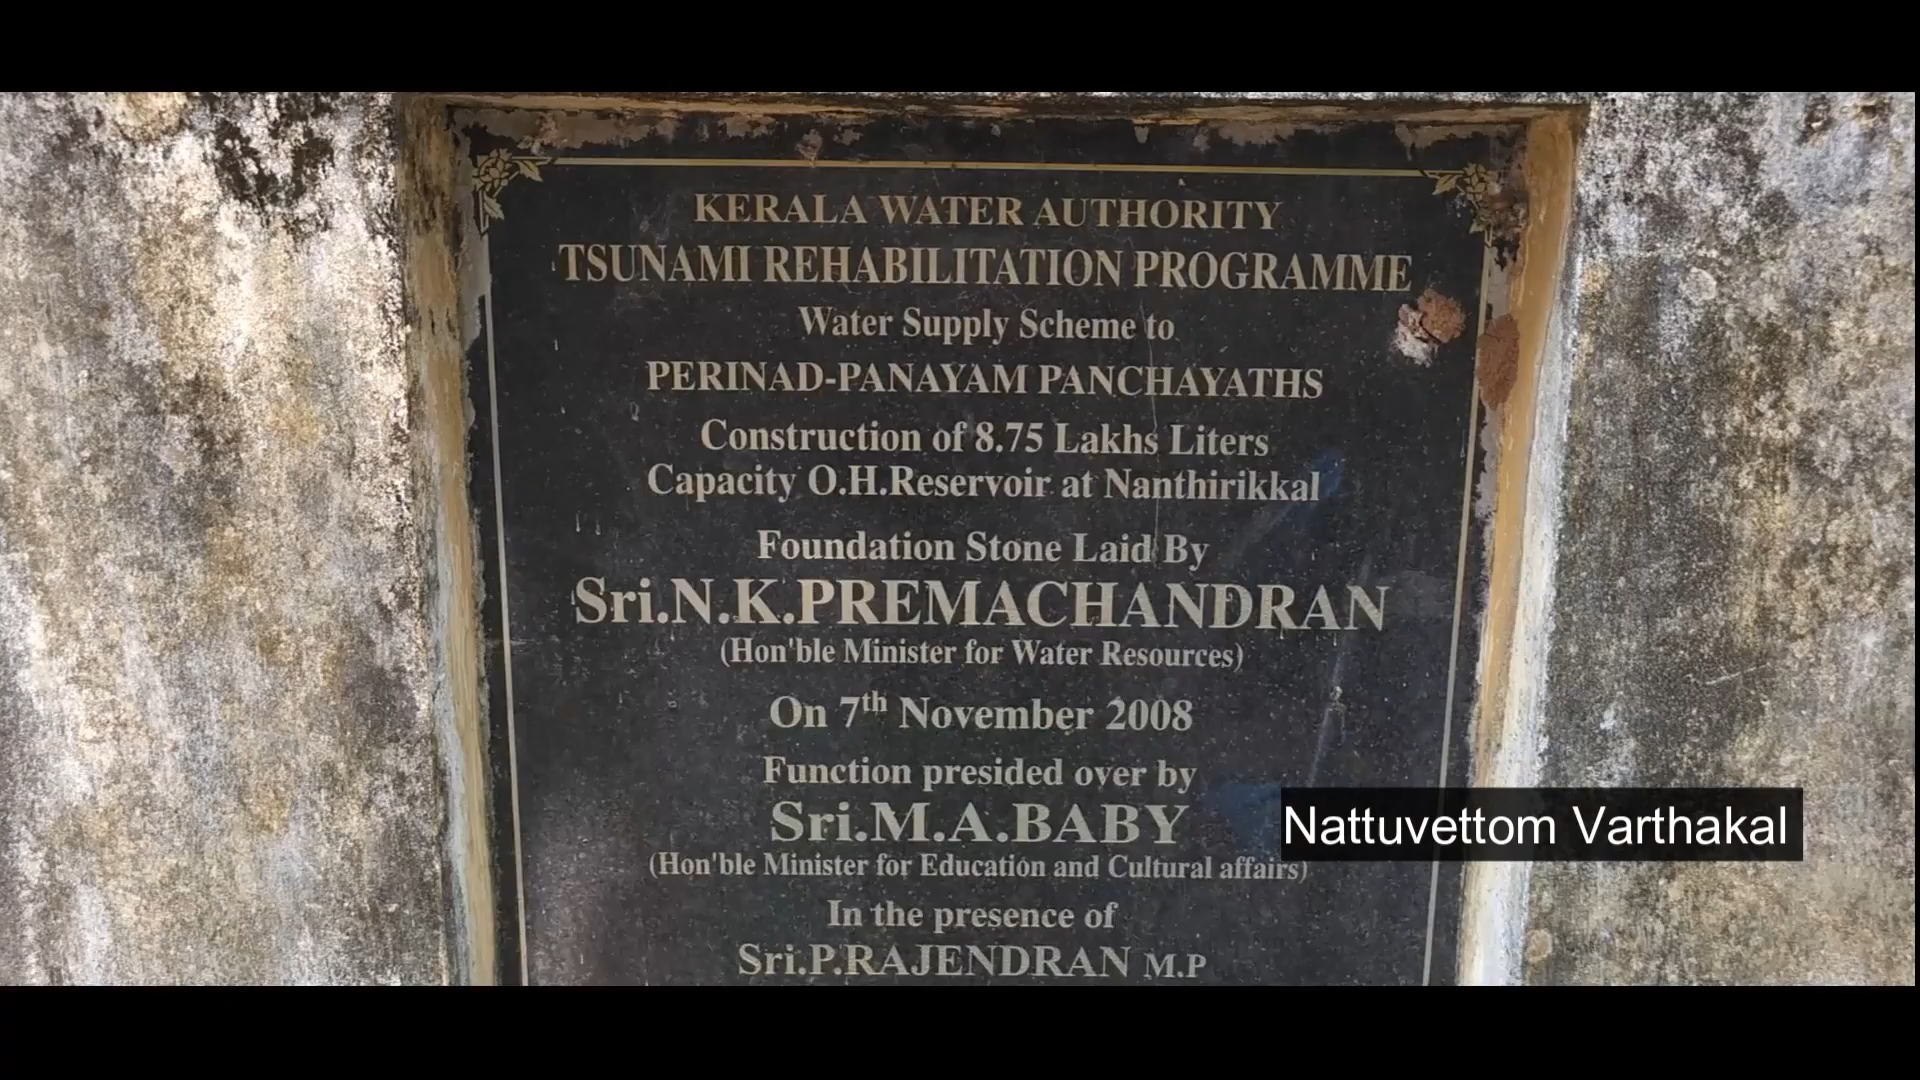 KERALA WATER AUTHORITY
TSUNAMI REHABILITATION PROGRAMME
Water Supply Scheme to
PERINAD-PANAYAM PANCHAYATHS
Construction of 8.75 Lakhs Liters
Capacity O.H.Reservoir at Nanthirikkal
Foundation Stone Laid By
Sri.N.K.PREMACHANDRAN
(Hon'ble Minister for Water Resources)
On 7th November 2008
Function presided over by
Sri.M.A.BABY
(Hon'ble Minister for Education and Cultural affairs)
In the presence of
Sri.P.RAJENDRAN M.P
Nattuvettom Varthakal